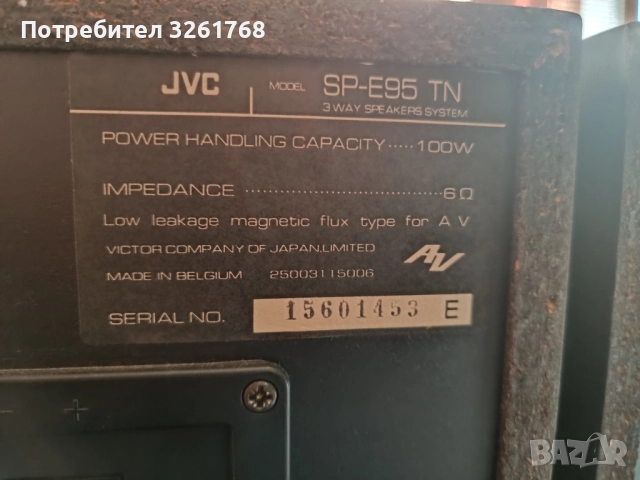 Потребител 3261768
JVC MODEL SP-E95 TN
3 WAY SPEAKERS SYSTEM
POWER HANDLING CAPACITY ..... 100W
IMPEDANCE ........................................ 6Ω
Low leakage magnetic flux type for A V
VICTOR COMPANY OF JAPAN,LIMITED
AV
MADE IN BELGIUM 25003115006
SERIAL NO. 15601453 E
- +
BAZAR